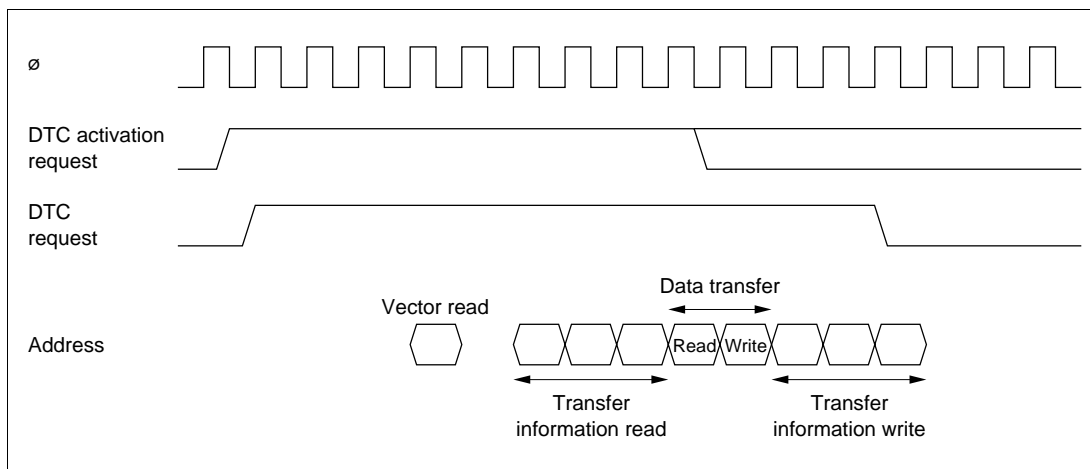 ø
DTC activation
request
DTC
request
Data transfer
Vector read
Address
Read Write
Transfer
information read
Transfer
information write